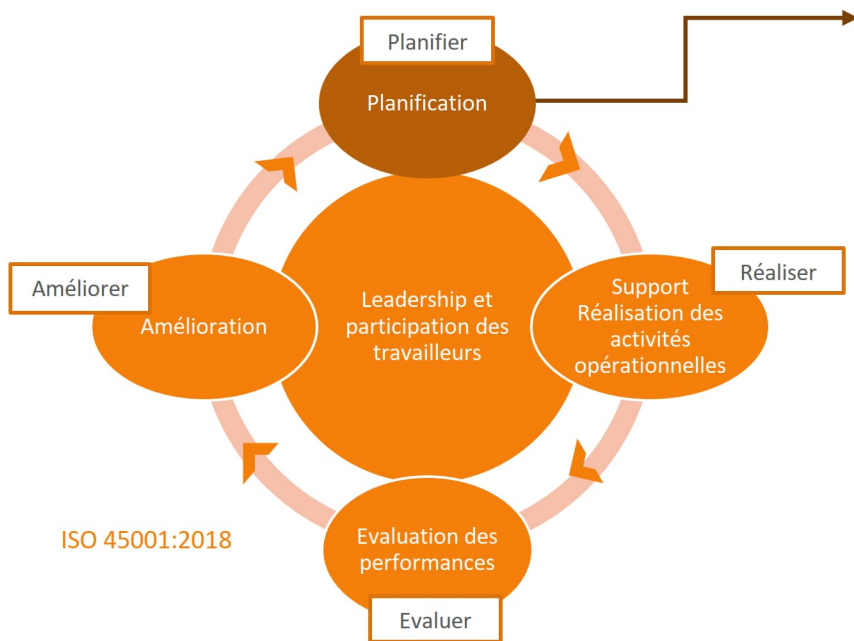 Planifier
Planification
Améliorer
Amélioration
Leadership et
participation des
travailleurs
Réaliser
Support
Réalisation des
activités
opérationnelles
ISO 45001:2018
Evaluation des
performances
Evaluer